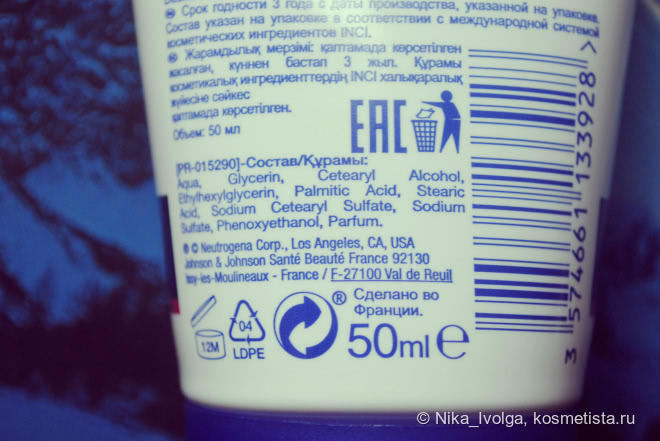 Срок годности 3 года с даты производства, указанной на упаковке.
Состав указан на упаковке в соответствии с международной системой
косметических ингредиентов INCI.
Жарамдылық мерзімі: қаптамада көрсетілген
жасалған, күннен бастап 3 жыл. Құрамы
косметикалық ингредиенттердің INCI халықаралық
жүйесіне сәйкес
қаптамада көрсетілген.
Объем: 50 мл
EAC
[PR-015290]-Состав/Құрамы:
Aqua, Glycerin, Cetearyl Alcohol,
Ethylhexylglycerin, Palmitic Acid, Stearic
Acid, Sodium Cetearyl Sulfate, Sodium
Sulfate, Phenoxyethanol, Parfum.
® © Neutrogena Corp., Los Angeles, CA, USA
Johnson & Johnson Santé Beauté France 92130
Issy-les-Moulineaux - France / F-27100 Val de Reuil
12M
04
LDPE
®
Сделано во
Франции.
50ml e
3 574661 133928 >
© Nika_Ivolga, kosmetista.ru